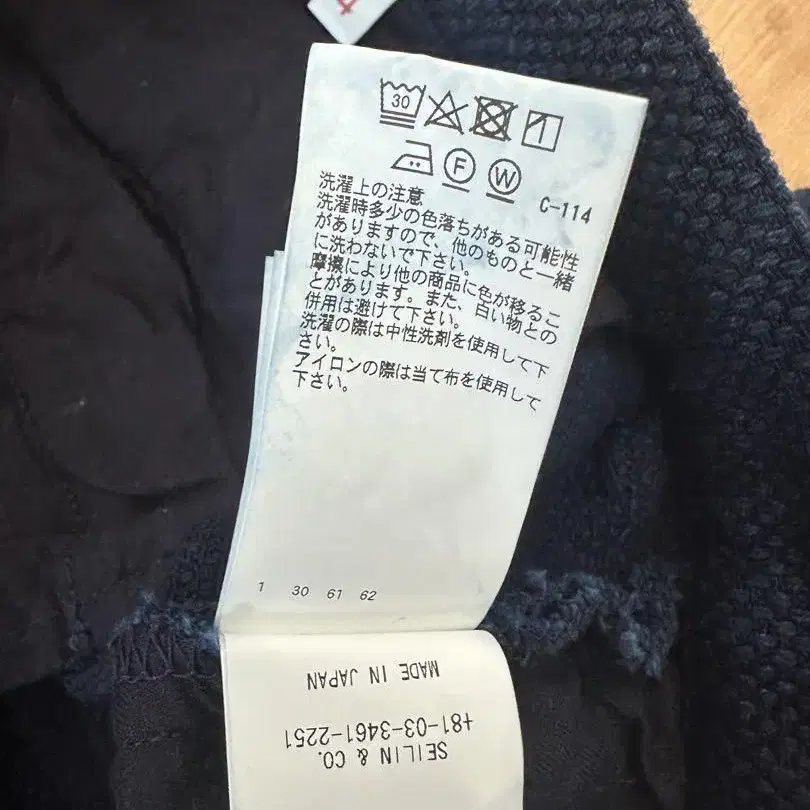 30
F W C-114
洗濯上の注意
洗濯時多少の色落ちがある可能性
がありますので、他のものと一緒
に洗わないで下さい。
摩擦により他の商品に色が移るこ
とがあります。また、白い物との
併用は避けて下さい。
洗濯の際は中性洗剤を使用して下
さい。
アイロンの際は当て布を使用して
下さい。
1 30 61 62
SEILIN & CO.
+81-03-3461-2251
MADE IN JAPAN